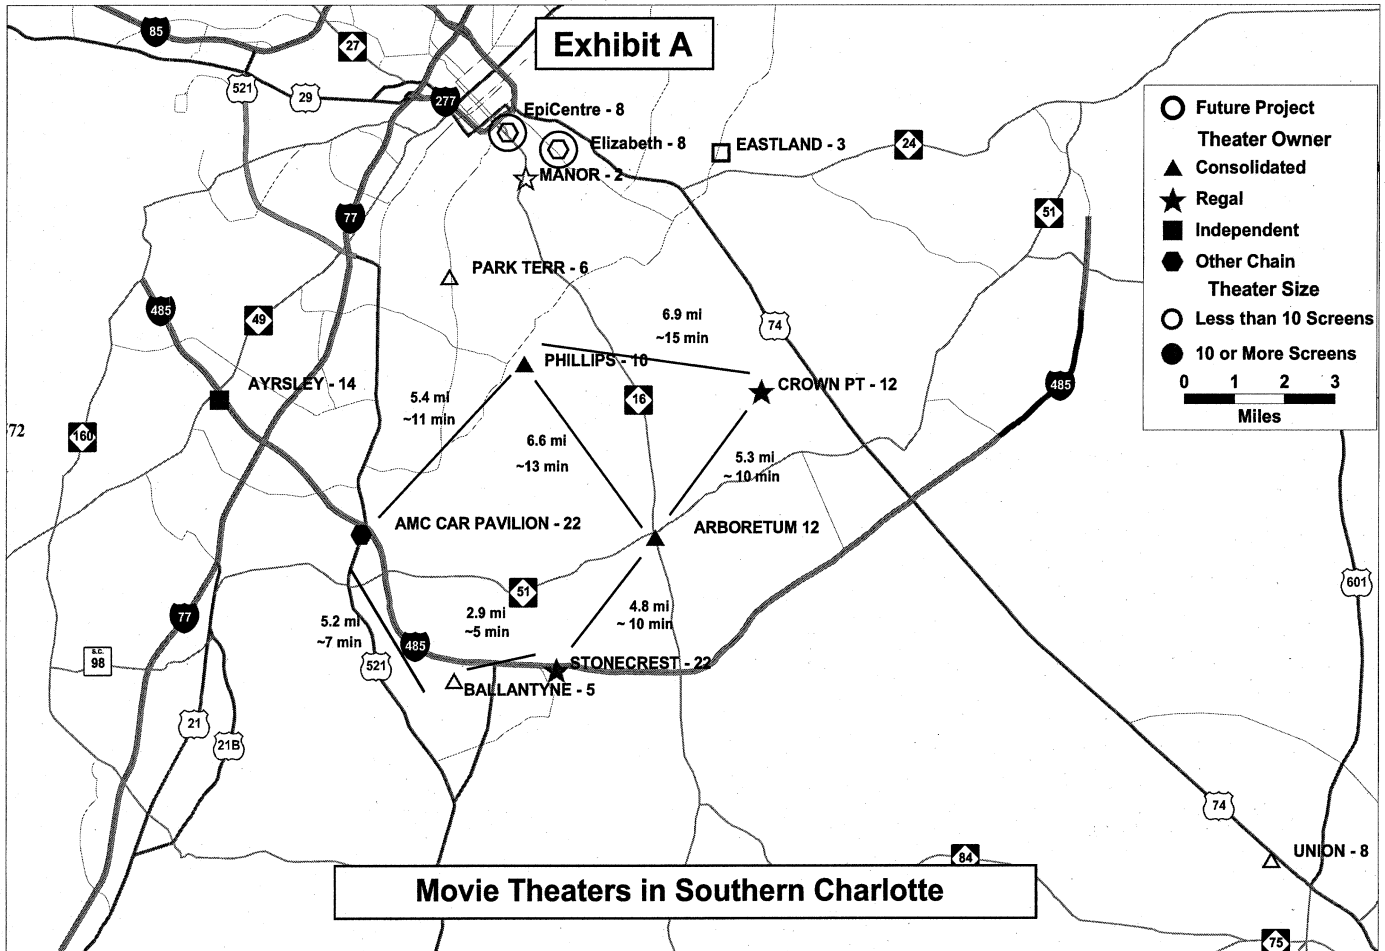 Exhibit A
85
27
521
29
277
EpiCentre - 8
Elizabeth - 8
EASTLAND - 3
24
MANOR - 2
51
77
PARK TERR - 6
485
49
6.9 mi
~15 min
74
PHILLIPS - 10
CROWN PT - 12
AYRSLEY - 14
5.4 mi
~11 min
16
485
72
160
6.6 mi
~13 min
5.3 mi
~ 10 min
AMC CAR PAVILION - 22
ARBORETUM 12
51
601
77
5.2 mi
~7 min
2.9 mi
~5 min
4.8 mi
~ 10 min
485
S.C.
98
521
STONECREST - 22
BALLANTYNE - 5
21
21B
74
UNION - 8
84
75
Movie Theaters in Southern Charlotte
Future Project
Theater Owner
Consolidated
Regal
Independent
Other Chain
Theater Size
Less than 10 Screens
10 or More Screens
0 1 2 3
Miles